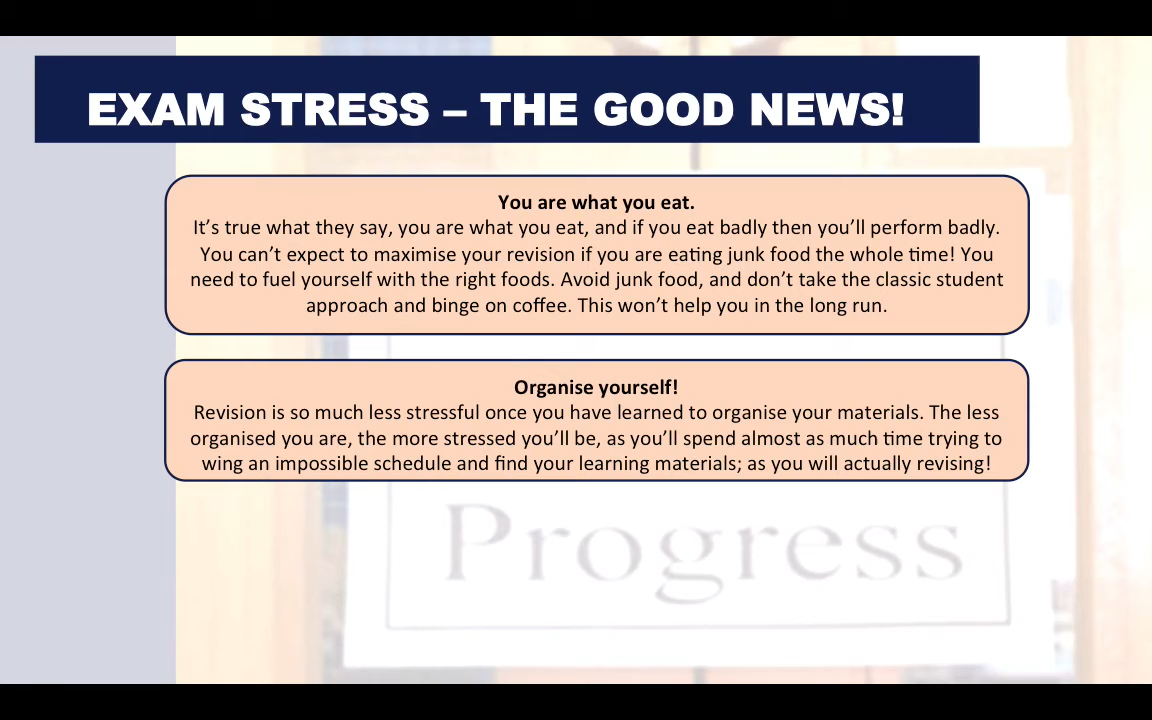 EXAM STRESS – THE GOOD NEWS!
You are what you eat.
It’s true what they say, you are what you eat, and if you eat badly then you’ll perform badly.
You can’t expect to maximise your revision if you are eating junk food the whole time! You
need to fuel yourself with the right foods. Avoid junk food, and don’t take the classic student
approach and binge on coffee. This won’t help you in the long run.
Organise yourself!
Revision is so much less stressful once you have learned to organise your materials. The less
organised you are, the more stressed you’ll be, as you’ll spend almost as much time trying to
wing an impossible schedule and find your learning materials; as you will actually revising!
Progress